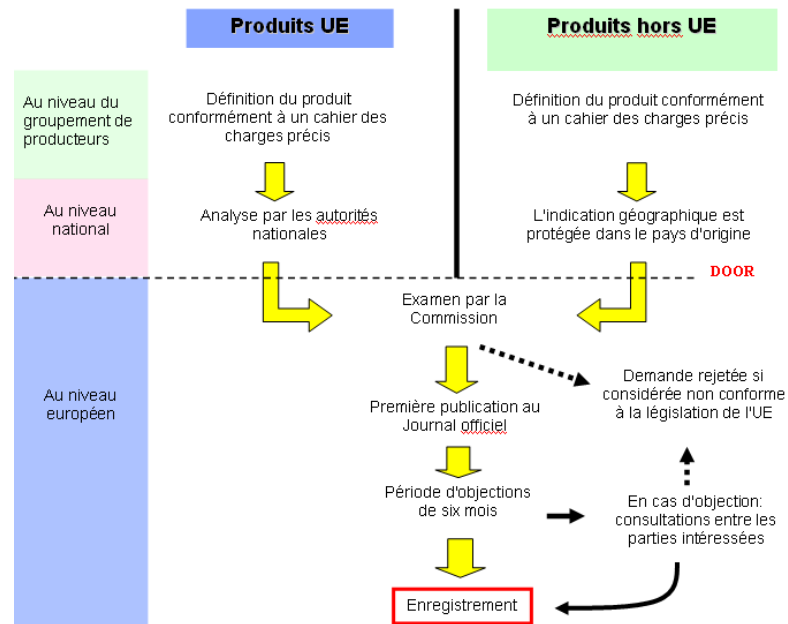 Produits UE
Produits hors UE
Au niveau du
groupement de
producteurs
Définition du produit
conformément à un cahier des
charges précis
Définition du produit conformément
à un cahier des charges précis
Au niveau
national
Analyse par les autorités
nationales
L'indication géographique est
protégée dans le pays d'origine
DOOR
Au niveau
européen
Examen par la
Commission
Demande rejetée si
considérée non conforme
à la législation de l'UE
Première publication au
Journal officiel
Période d'objections
de six mois
En cas d'objection:
consultations entre les
parties intéressées
Enregistrement